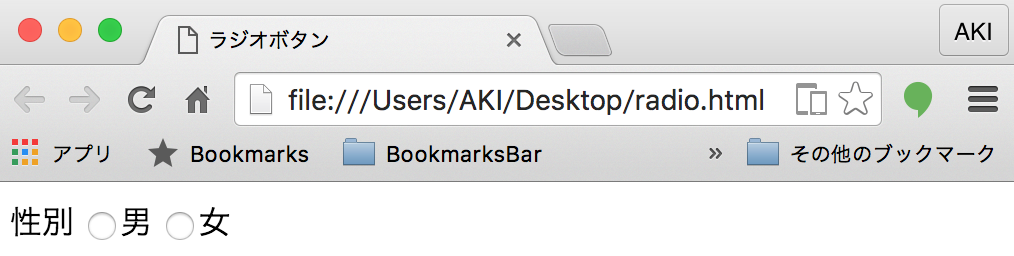 ラジオボタン
AKI
file:///Users/AKI/Desktop/radio.html
アプリ Bookmarks BookmarksBar » その他のブックマーク
性別 男 女